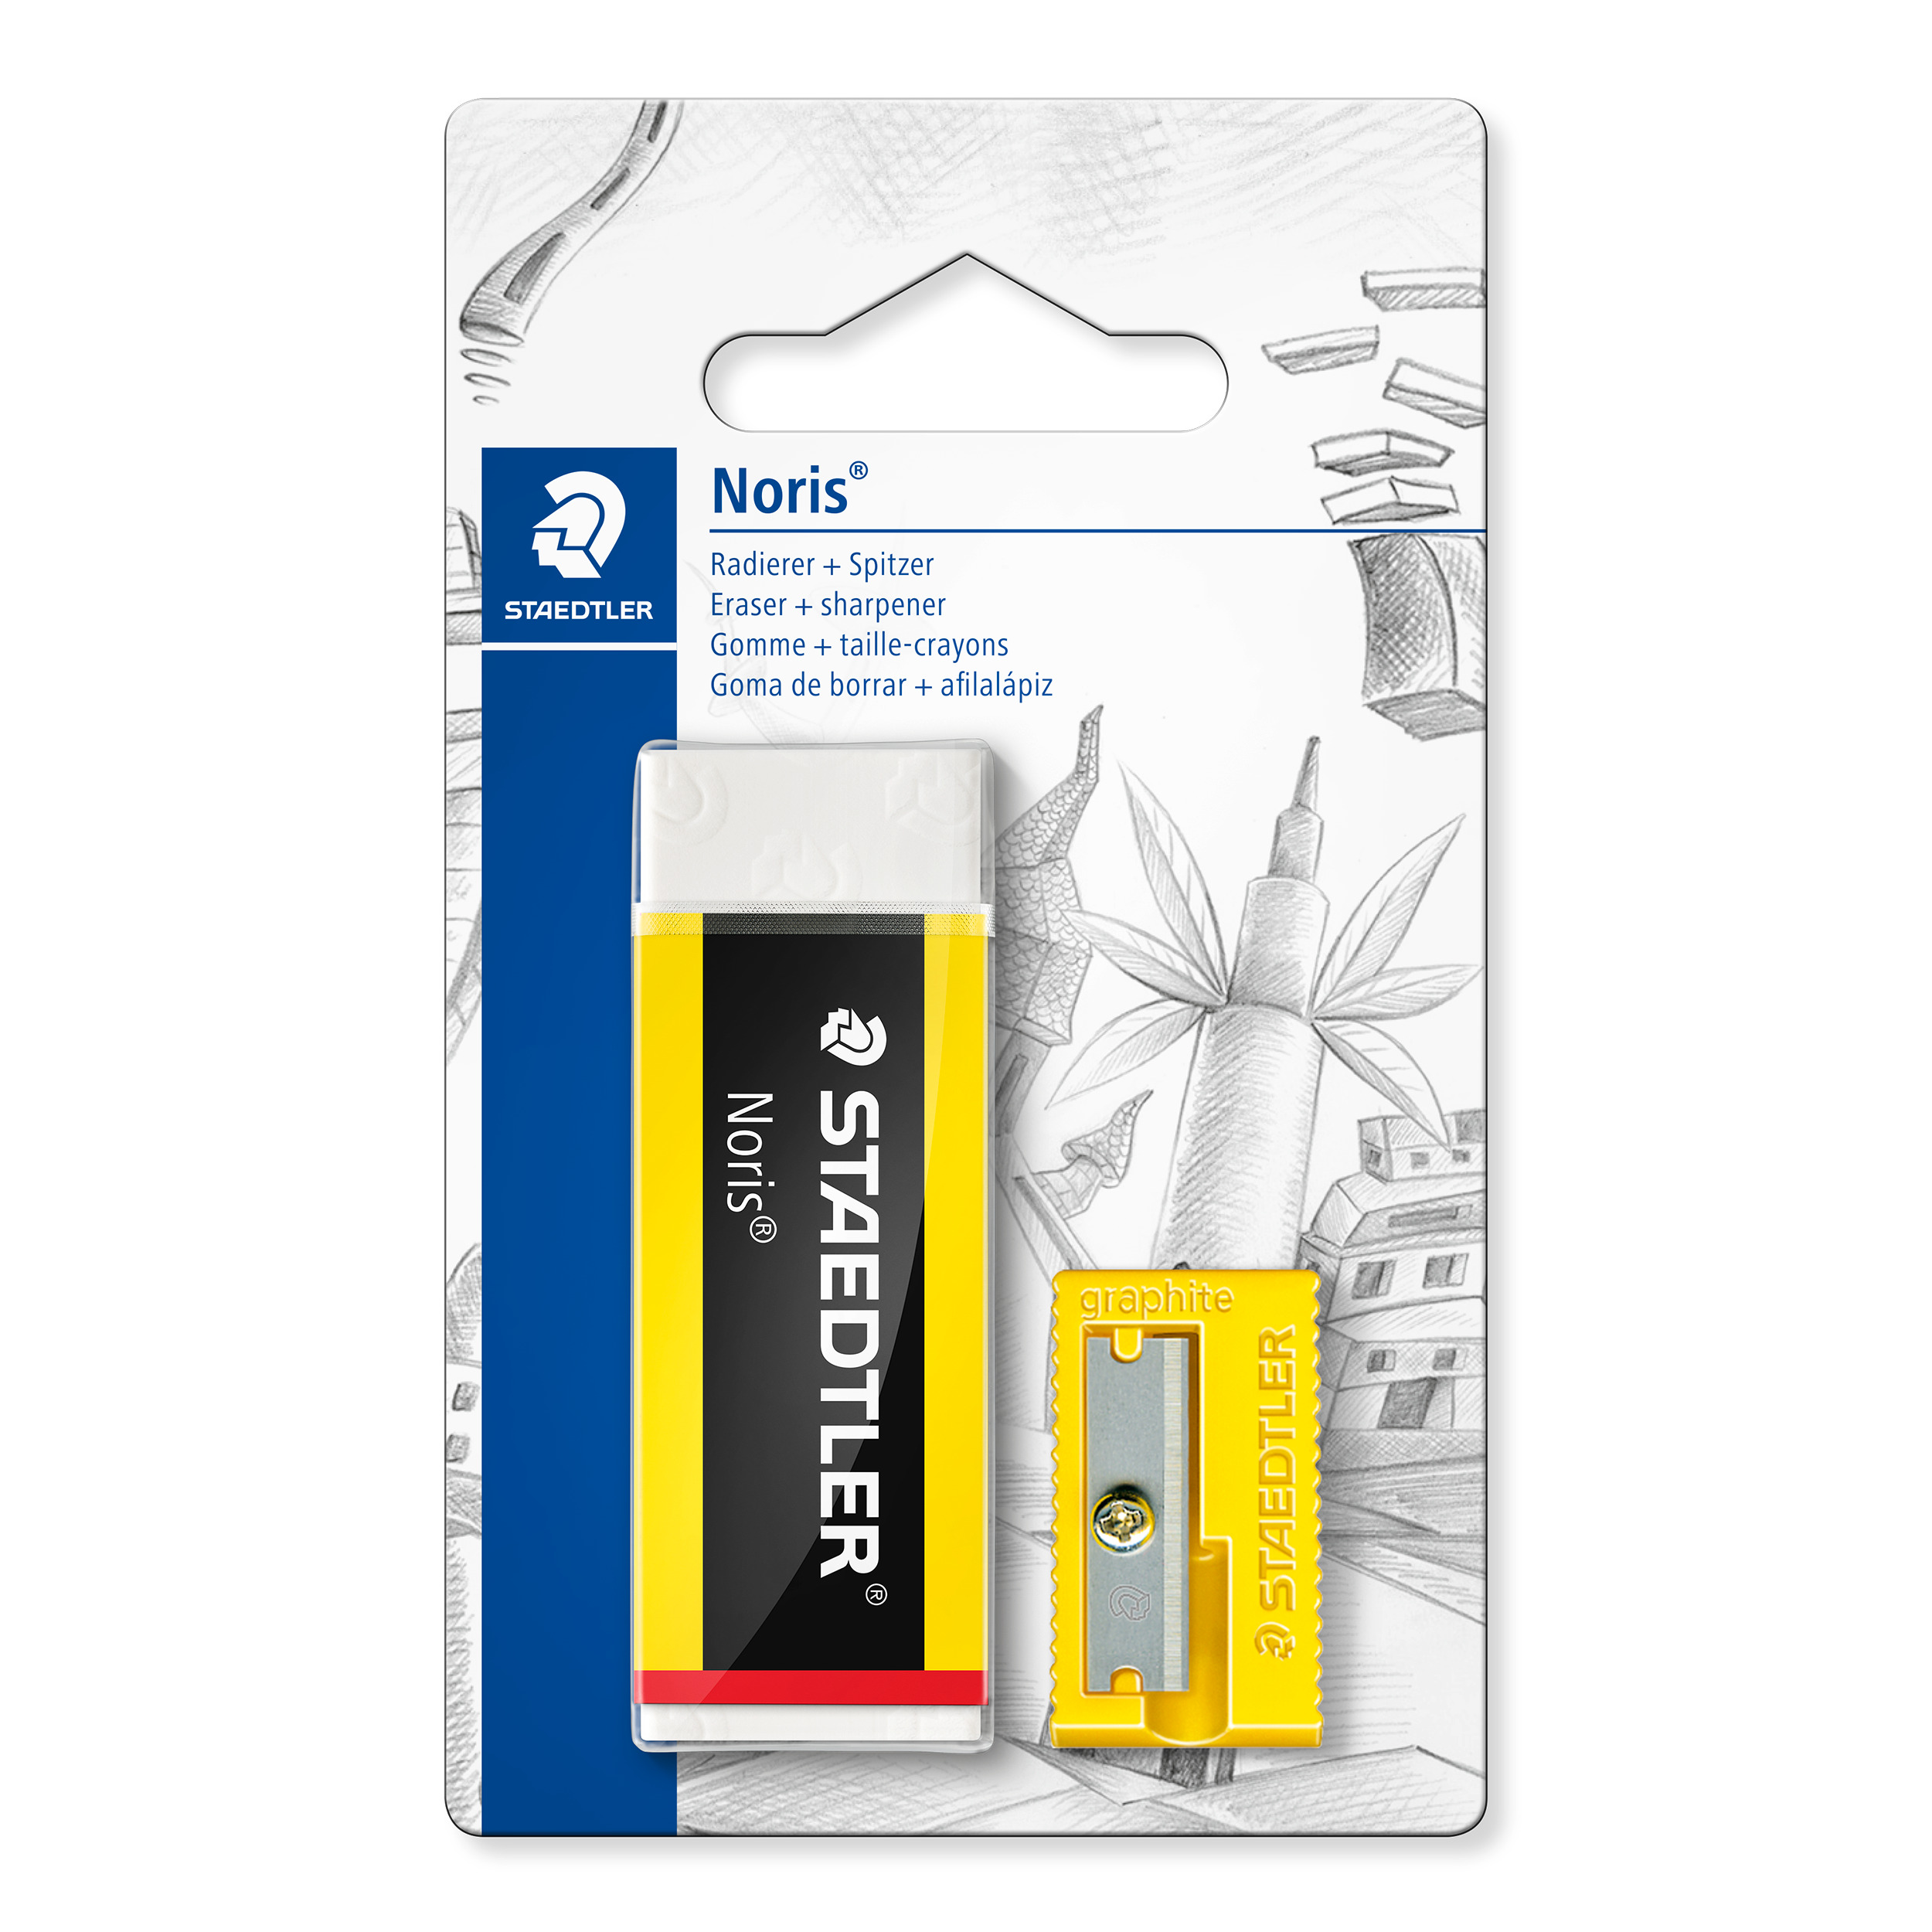 Noris®
STAEDTLER
Radierer + Spitzer
Eraser + sharpener
Gomme + taille-crayons
Goma de borrar + afilalápiz
STAEDTLER®
Noris®
graphite
STAEDTLER